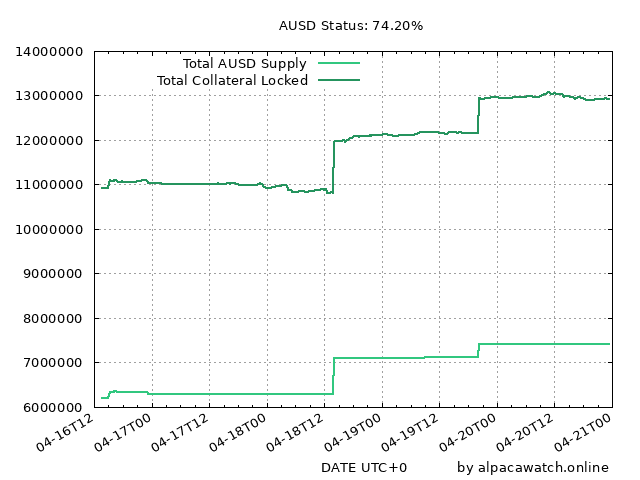 AUSD Status: 74.20%
14000000
13000000
12000000
11000000
10000000
9000000
8000000
7000000
6000000
Total AUSD Supply
Total Collateral Locked
04-16T12
04-17T00
04-17T12
04-18T00
04-18T12
04-19T00
04-19T12
04-20T00
04-20T12
04-21T00
DATE UTC+0
by alpacawatch.online